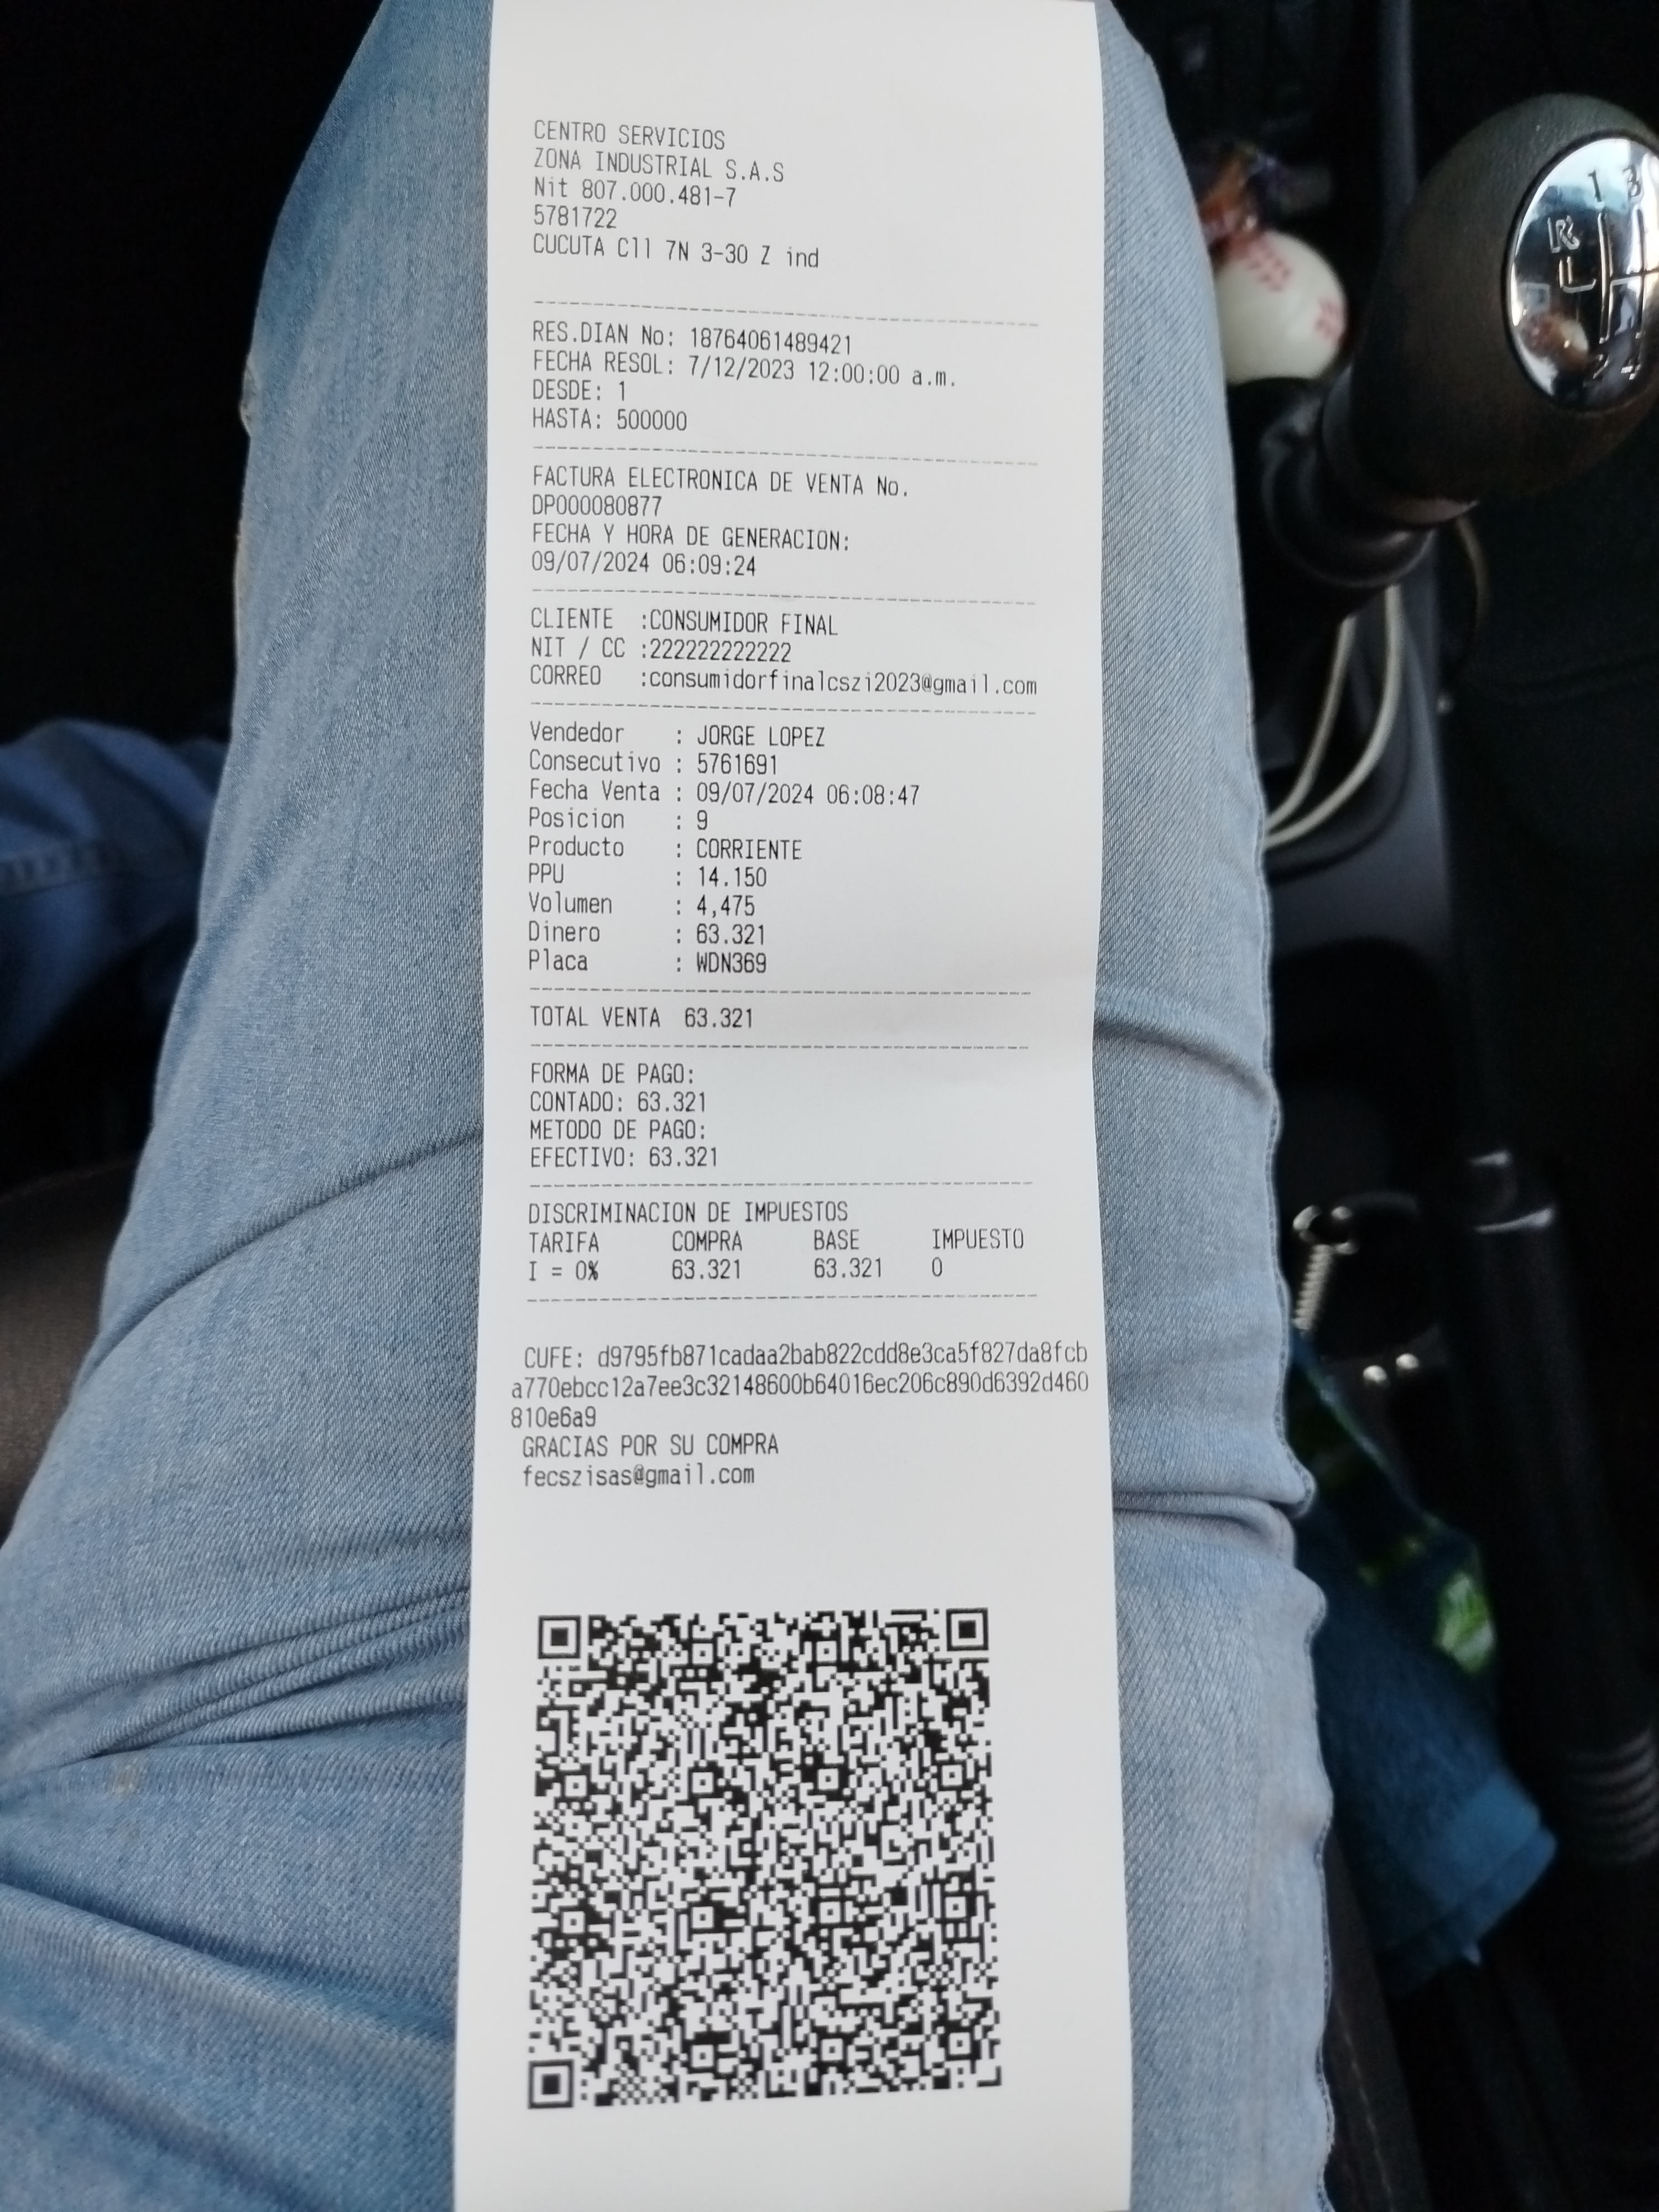 CENTRO SERVICIOS
ZONA INDUSTRIAL S.A.S
Nit 807.000.481-7
5781722
CUCUTA Cll 7N 3-30 Z ind
RES.DIAN No: 18764061489421
FECHA RESOL: 7/12/2023 12:00:00 a.m.
DESDE: 1
HASTA: 500000
FACTURA ELECTRONICA DE VENTA No.
DP000080877
FECHA Y HORA DE GENERACION:
09/07/2024 06:09:24
CLIENTE :CONSUMIDOR FINAL
NIT / CC :222222222222
CORREO :consumidorfinalcszi2023@gmail.com
Vendedor : JORGE LOPEZ
Consecutivo : 5761691
Fecha Venta : 09/07/2024 06:08:47
Posicion : 9
Producto : CORRIENTE
PPU : 14.150
Volumen : 4,475
Dinero : 63.321
Placa : WDN369
TOTAL VENTA 63.321
FORMA DE PAGO:
CONTADO: 63.321
METODO DE PAGO:
EFECTIVO: 63.321
DISCRIMINACION DE IMPUESTOS
TARIFA COMPRA BASE IMPUESTO
I = 0% 63.321 63.321 0
CUFE: d9795fb871cadaa2bab822cdd8e3ca5f827da8fcb
a770ebcc12a7ee3c32148600b64016ec206c890d6392d460
810e6a9
GRACIAS POR SU COMPRA
fecszisas@gmail.com
1 3
R
2 4